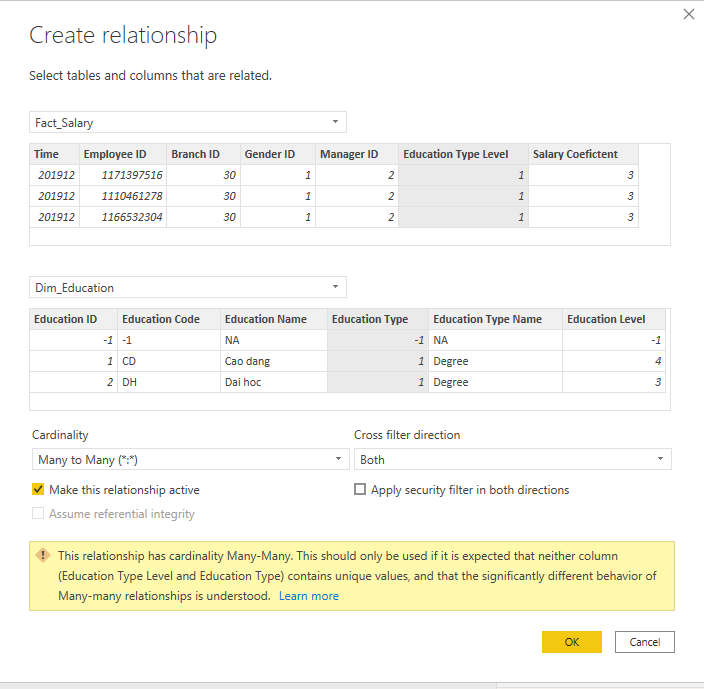 Create relationship
Select tables and columns that are related.
Fact_Salary
Time Employee ID Branch ID Gender ID Manager ID Education Type Level Salary Coefictent
201912 1171397516 30 1 2 1 3
201912 1110461278 30 1 2 1 3
201912 1166532304 30 1 2 1 3
Dim_Education
Education ID Education Code Education Name Education Type Education Type Name Education Level
-1 -1 NA -1 NA -1
1 CD Cao dang 1 Degree 4
2 DH Dai hoc 1 Degree 3
Cardinality Cross filter direction
Many to Many (*:*) Both
Make this relationship active Apply security filter in both directions
Assume referential integrity
This relationship has cardinality Many-Many. This should only be used if it is expected that neither column
(Education Type Level and Education Type) contains unique values, and that the significantly different behavior of
Many-many relationships is understood. Learn more
OK Cancel